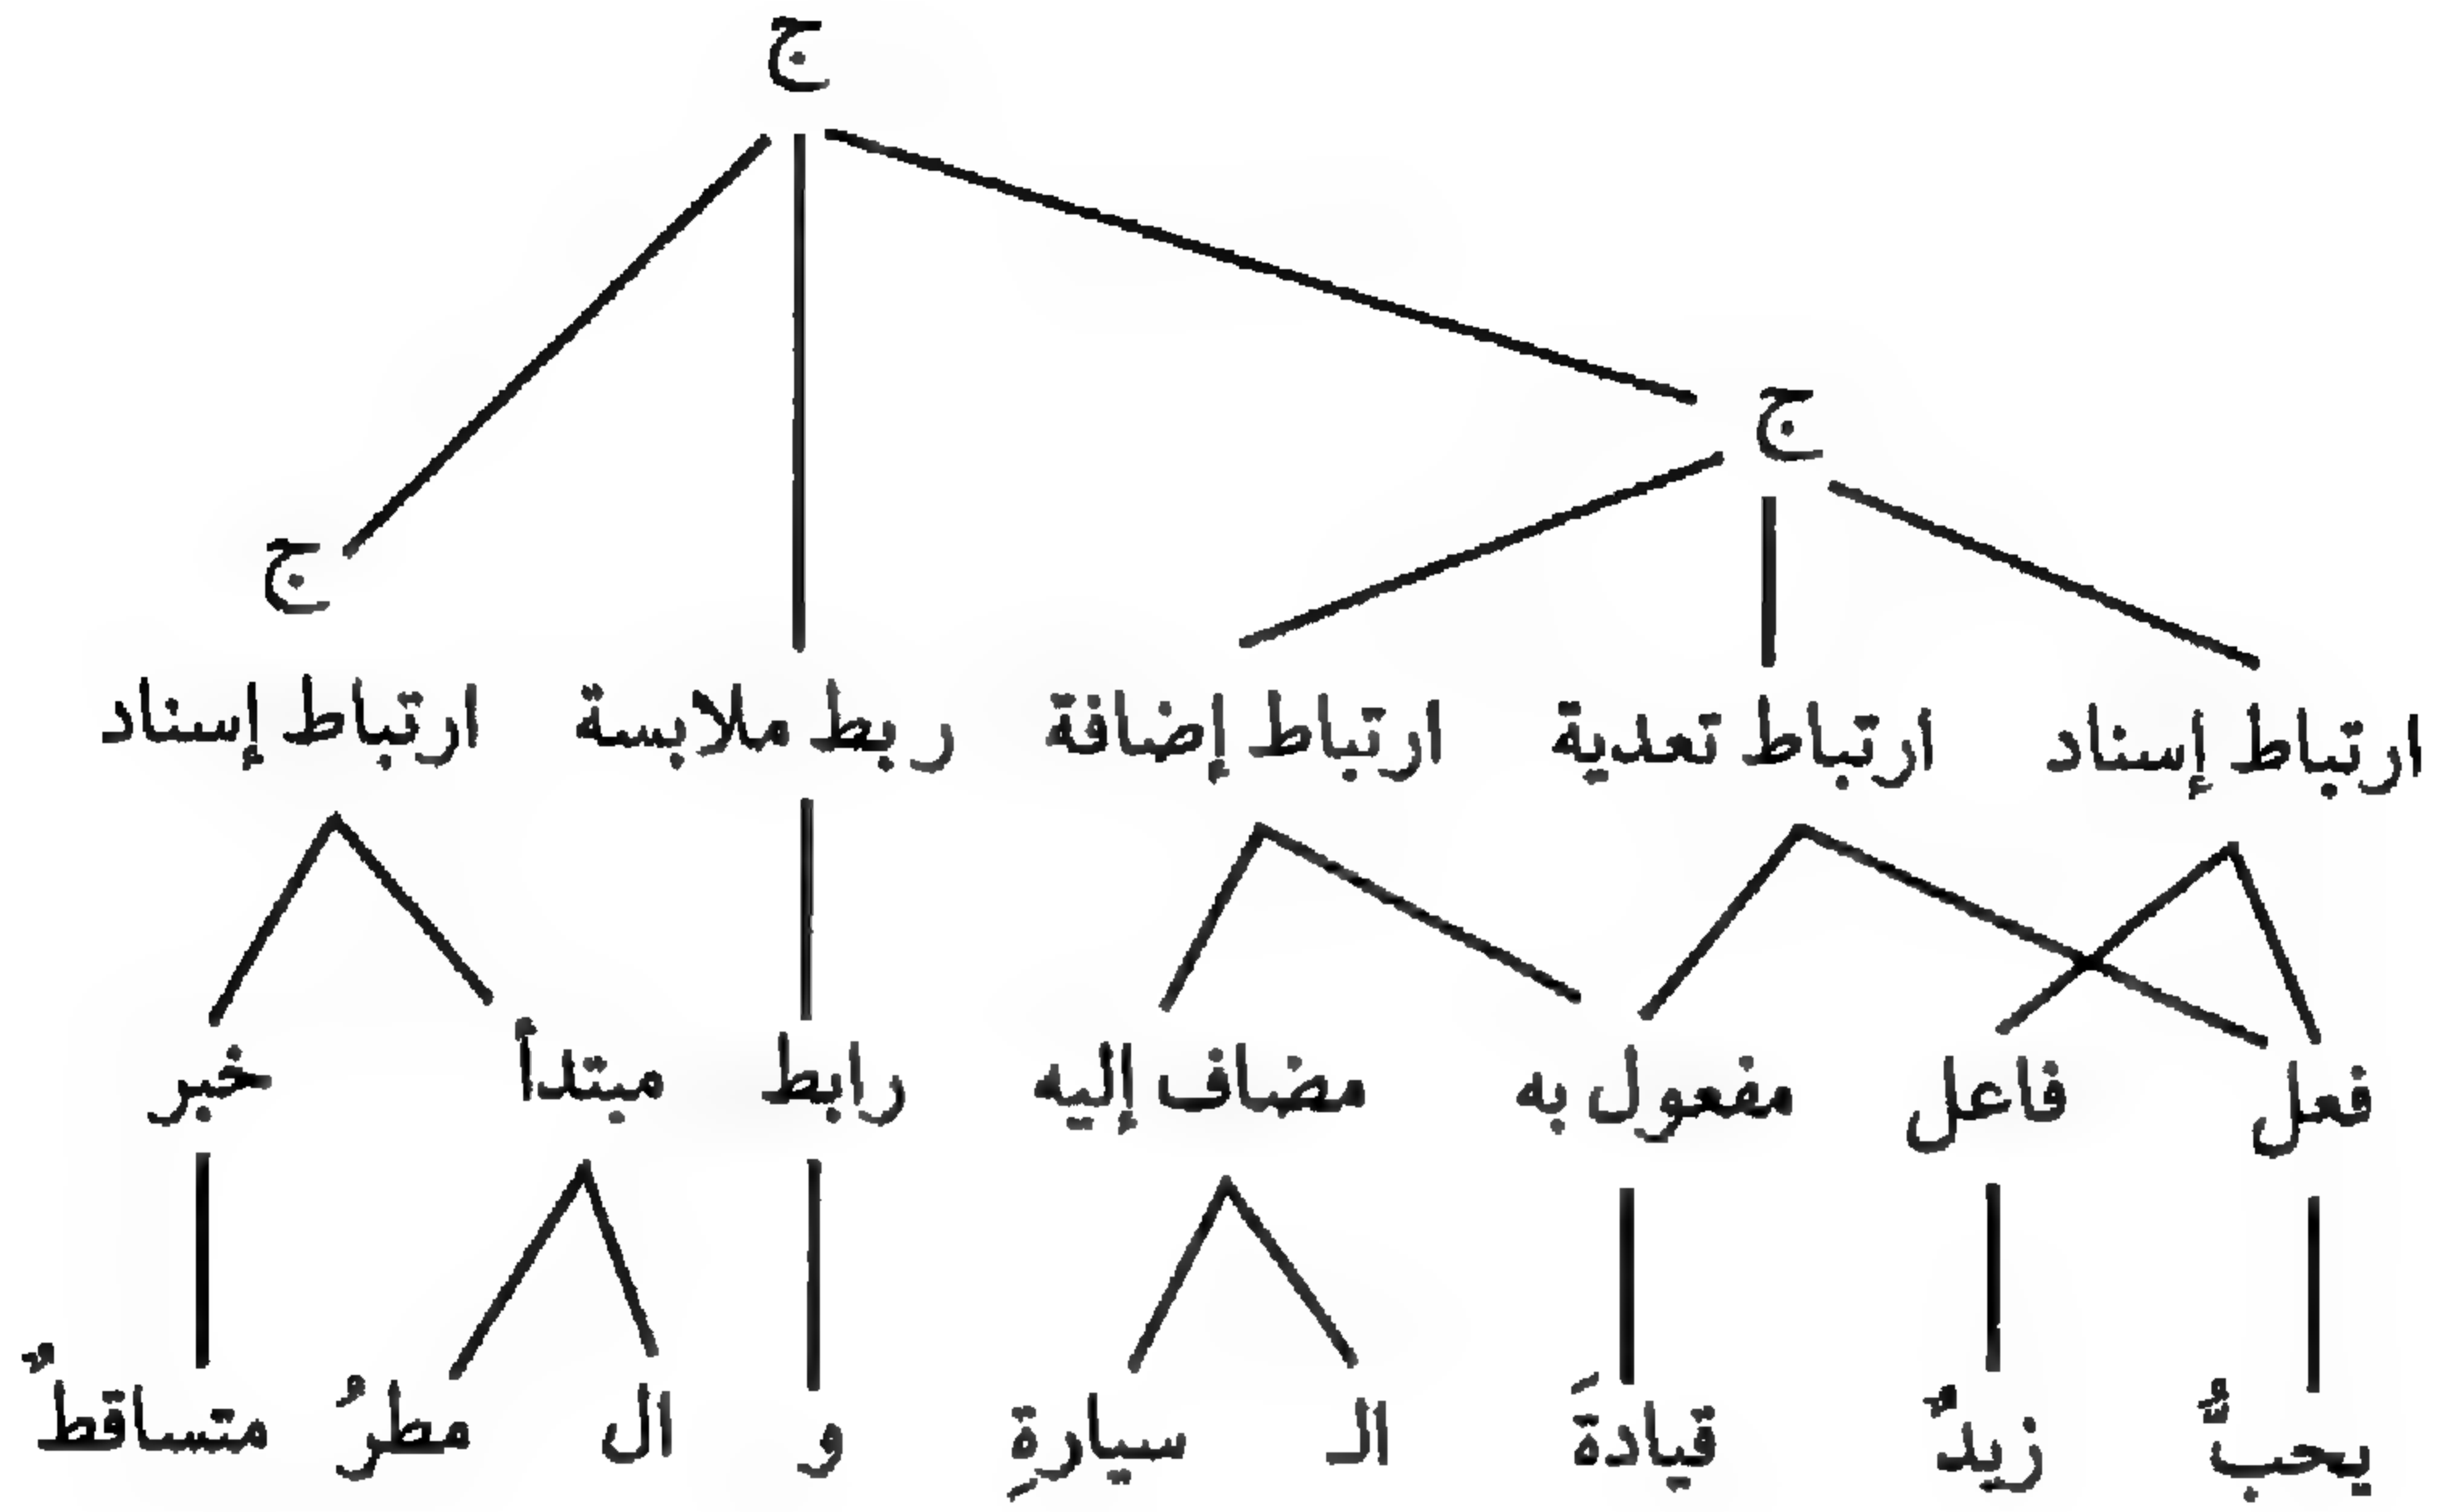 ج
ج
ج
ارتباط إسناد ارتباط تعدية ارتباط إضافة ربط ملابسة ارتباط إسناد
فعل فاعل مفعول به مضاف إليه رابط مبتدأ خبر
يحبُّ زيدٌ قيادةَ الـ سيارةِ و ال مطرُ متساقطٌ